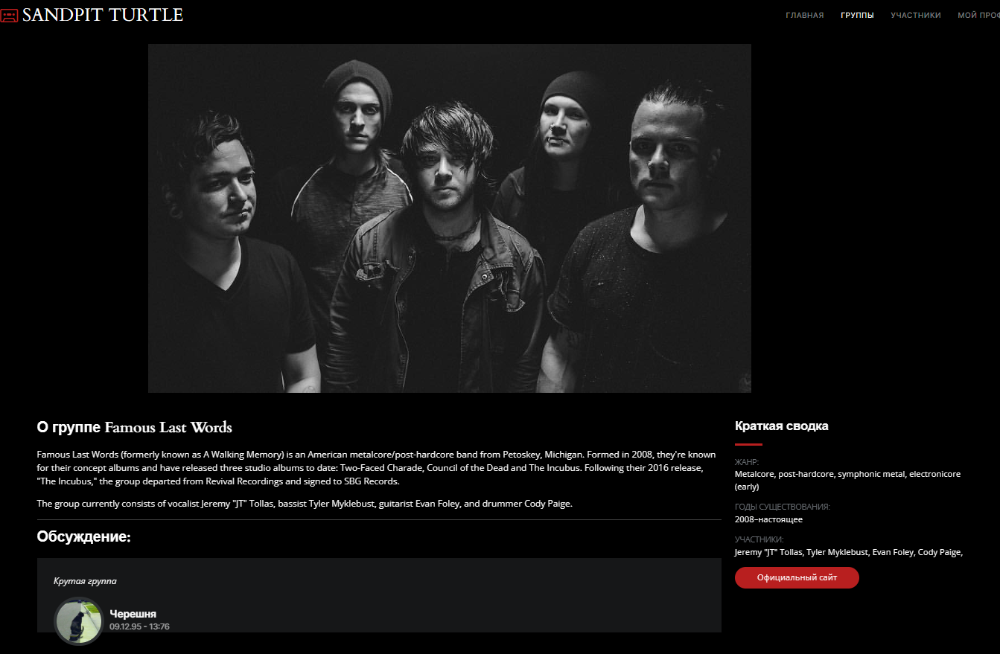 SANDPIT TURTLE
ГЛАВНАЯ ГРУППЫ УЧАСТНИКИ МОЙ ПРОФ
О группе Famous Last Words
Famous Last Words (formerly known as A Walking Memory) is an American metalcore/post-hardcore band from Petoskey, Michigan. Formed in 2008, they're known
for their concept albums and have released three studio albums to date: Two-Faced Charade, Council of the Dead and The Incubus. Following their 2016 release,
"The Incubus," the group departed from Revival Recordings and signed to SBG Records.
The group currently consists of vocalist Jeremy "JT" Tollas, bassist Tyler Myklebust, guitarist Evan Foley, and drummer Cody Paige.
Обсуждение:
Крутая группа
Черешня
09.12.95 - 13:76
Краткая сводка
ЖАНР:
Metalcore, post-hardcore, symphonic metal, electronicore
(early)
ГОДЫ СУЩЕСТВОВАНИЯ:
2008–настоящее
УЧАСТНИКИ:
Jeremy "JT" Tollas, Tyler Myklebust, Evan Foley, Cody Paige,
Официальный сайт